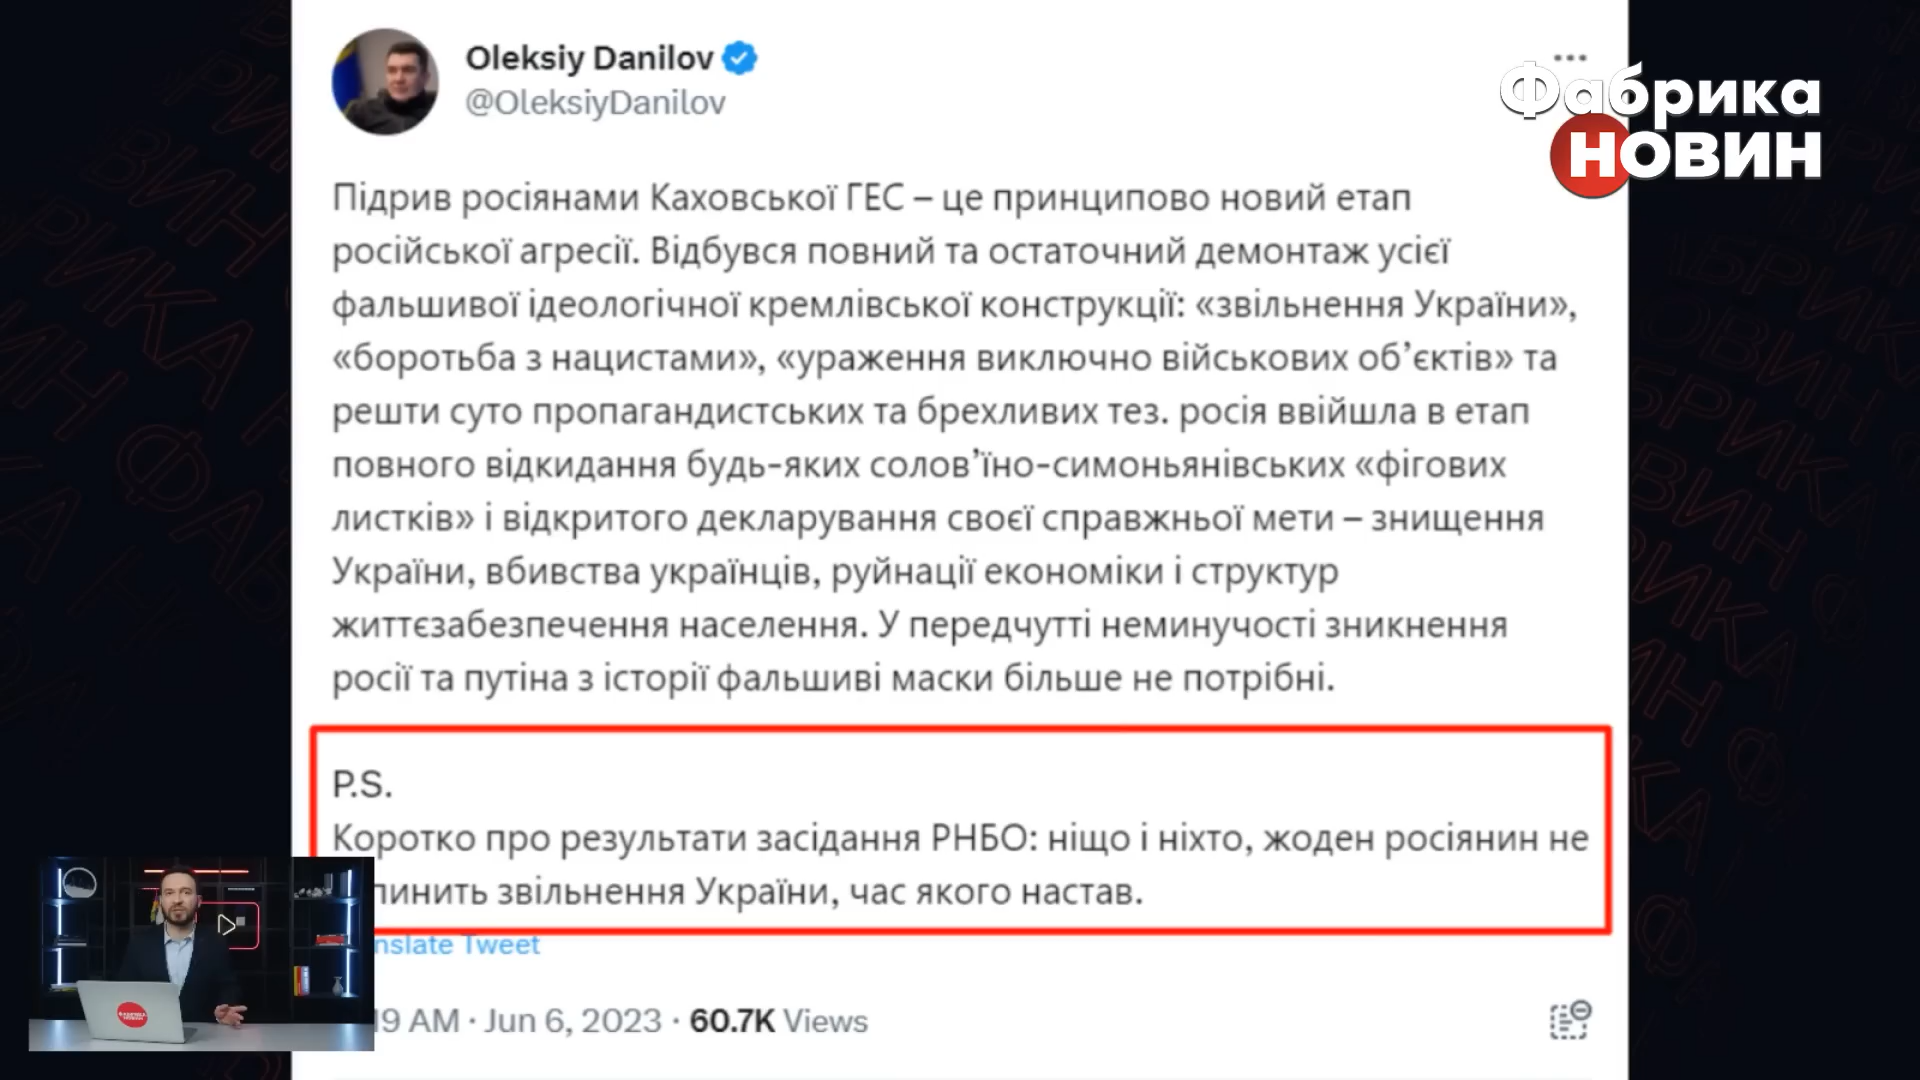 Oleksiy Danilov
@OleksiyDanilov
Фабрика
НОВИН
Підрив росіянами Каховської ГЕС – це принципово новий етап
російської агресії. Відбувся повний та остаточний демонтаж усієї
фальшивої ідеологічної кремлівської конструкції: «звільнення України»,
«боротьба з нацистами», «ураження виключно військових об’єктів» та
решти суто пропагандистських та брехливих тез. росія ввійшла в етап
повного відкидання будь-яких солов’їно-симоньянівських «фігових
листків» і відкритого декларування своєї справжньої мети – знищення
України, вбивства українців, руйнації економіки і структур
життєзабезпечення населення. У передчутті неминучості зникнення
росії та путіна з історії фальшиві маски більше не потрібні.
P.S.
Коротко про результати засідання РНБО: ніщо і ніхто, жоден росіянин не
пинить звільнення України, час якого настав.
nslate Tweet
19 AM · Jun 6, 2023 · 60.7K Views